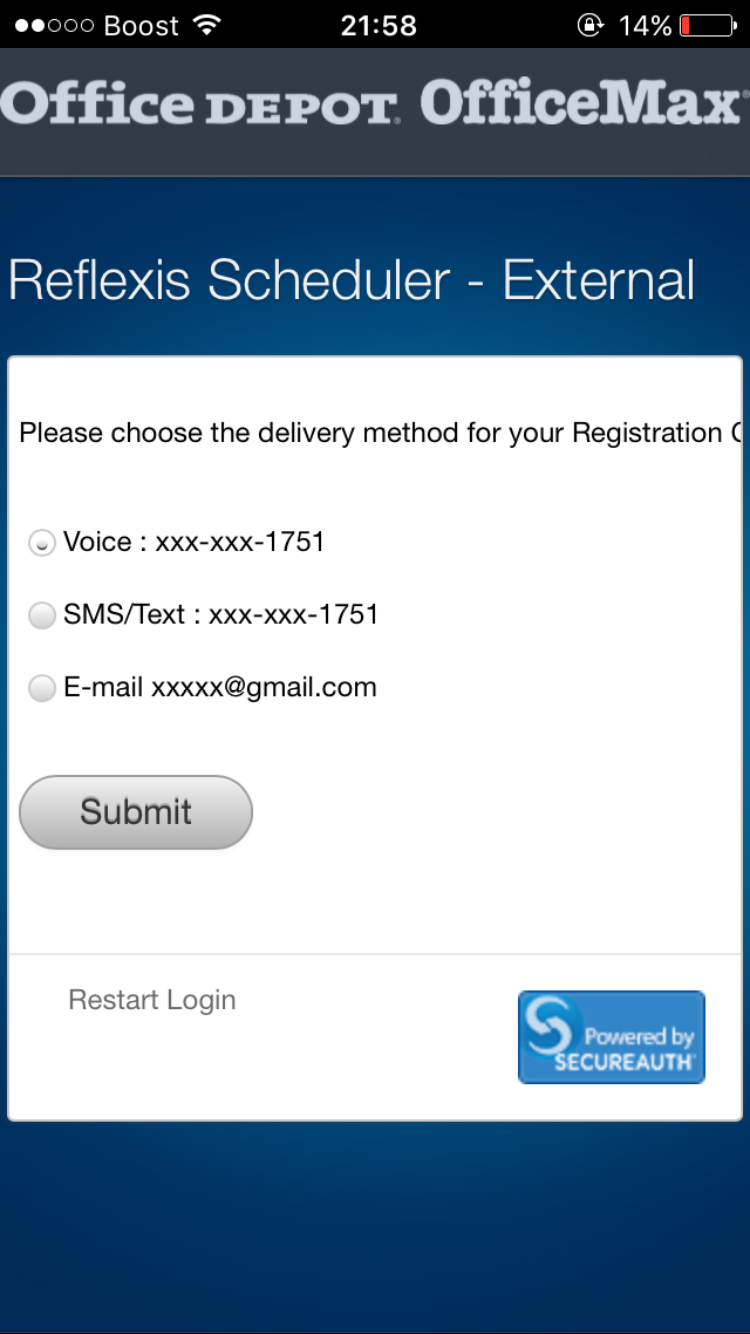 Boost 21:58 14%
Office DEPOT. OfficeMax®
Reflexis Scheduler - External
Please choose the delivery method for your Registration
Voice : xxx-xxx-1751
SMS/Text : xxx-xxx-1751
E-mail xxxxx@gmail.com
Submit
Restart Login
Powered by
SECUREAUTH